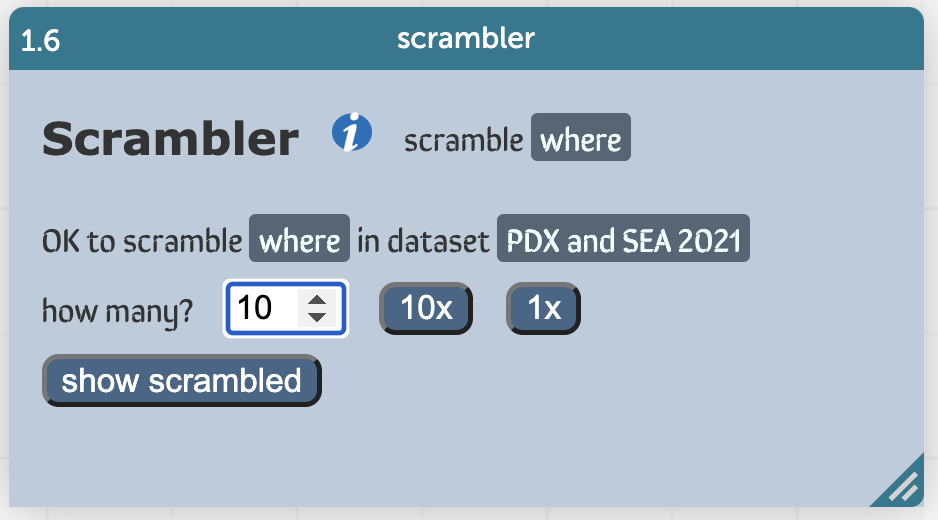 1.6 scrambler
Scrambler i scramble where
OK to scramble where in dataset PDX and SEA 2021
how many? 10 10x 1x
show scrambled